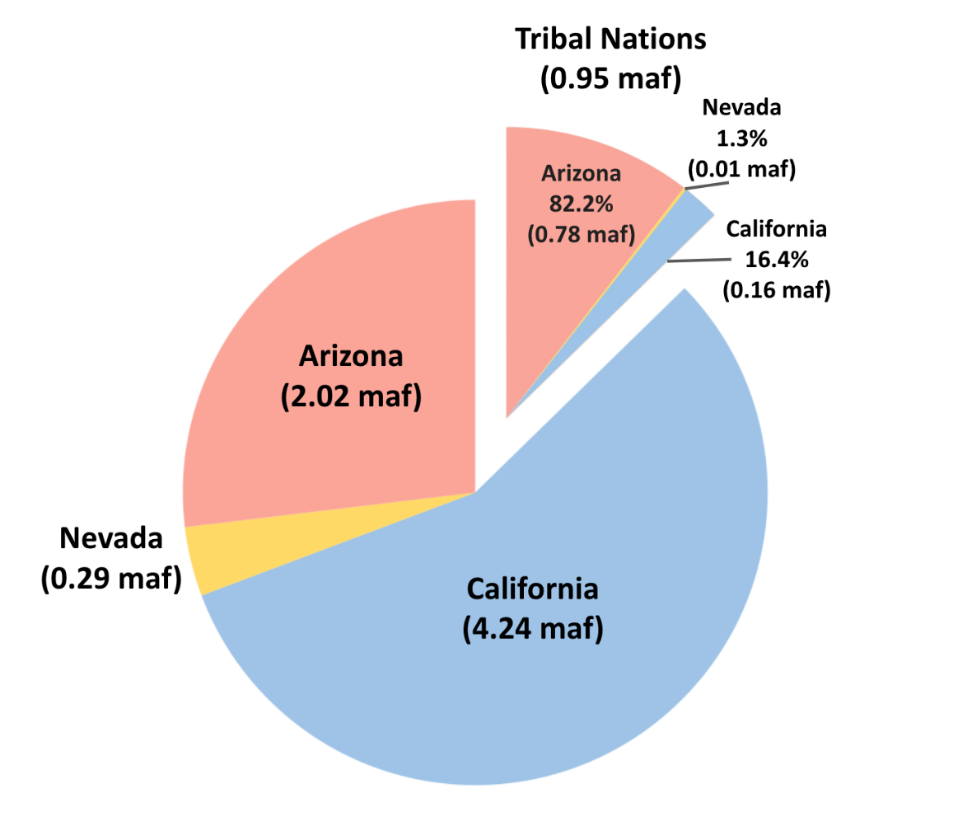 Tribal Nations
(0.95 maf)
Nevada
1.3%
(0.01 maf)
Arizona
82.2%
(0.78 maf)
California
16.4%
(0.16 maf)
Arizona
(2.02 maf)
Nevada
(0.29 maf)
California
(4.24 maf)